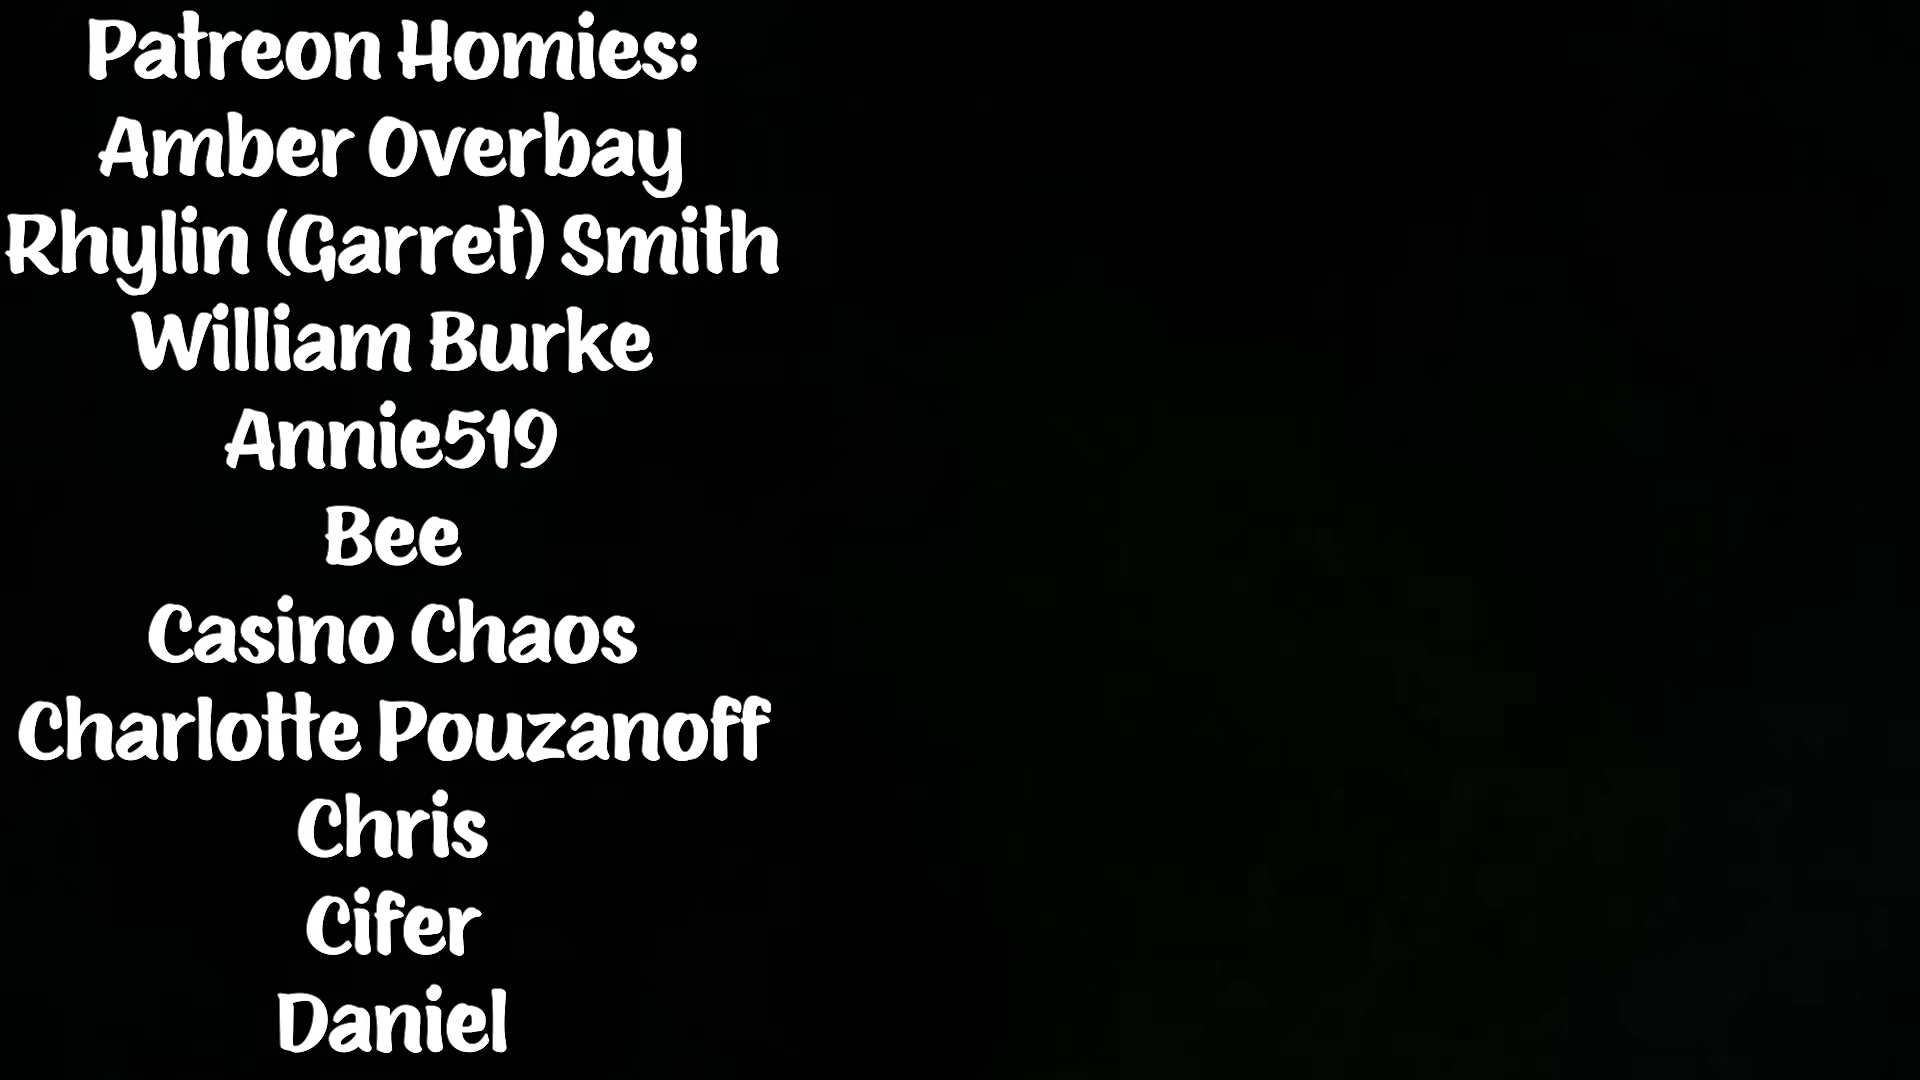 Patreon Homies:
Amber Overbay
Rhylin (Garret) Smith
William Burke
Annie519
Bee
Casino Chaos
Charlotte Pouzanoff
Chris
Cifer
Daniel